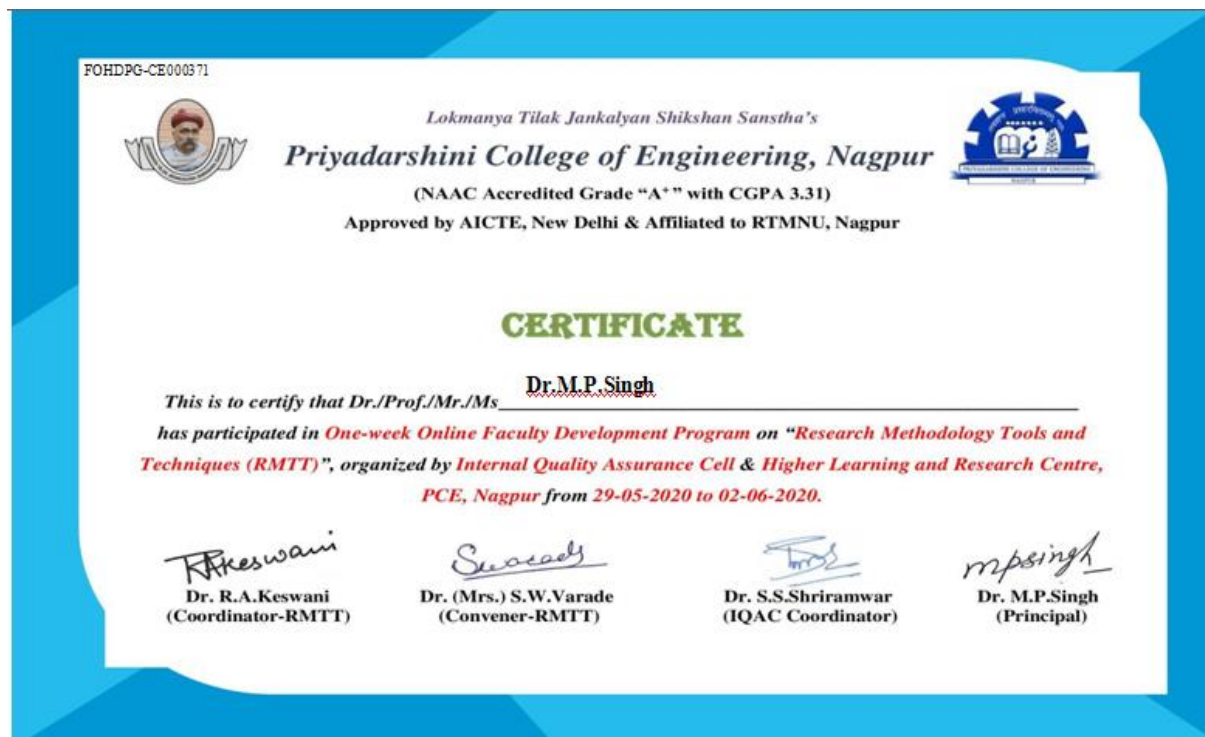 FOHDPG-CE000371
Lokmanya Tilak Jankalyan Shikshan Sanstha's
Priyadarshini College of Engineering, Nagpur
(NAAC Accredited Grade “A+” with CGPA 3.31)
Approved by AICTE, New Delhi & Affiliated to RTMNU, Nagpur
PRIYADARSHINI COLLEGE OF ENGINEERING
NAGPUR
CERTIFICATE
Dr.M.P.Singh
This is to certify that Dr./Prof./Mr./Ms
has participated in One-week Online Faculty Development Program on “Research Methodology Tools and
Techniques (RMTT)”, organized by Internal Quality Assurance Cell & Higher Learning and Research Centre,
PCE, Nagpur from 29-05-2020 to 02-06-2020.
RAKeswani
mpsingh
Dr. R.A.Keswani
(Coordinator-RMTT)
Dr. (Mrs.) S.W.Varade
(Convener-RMTT)
Dr. S.S.Shriramwar
(IQAC Coordinator)
Dr. M.P.Singh
(Principal)